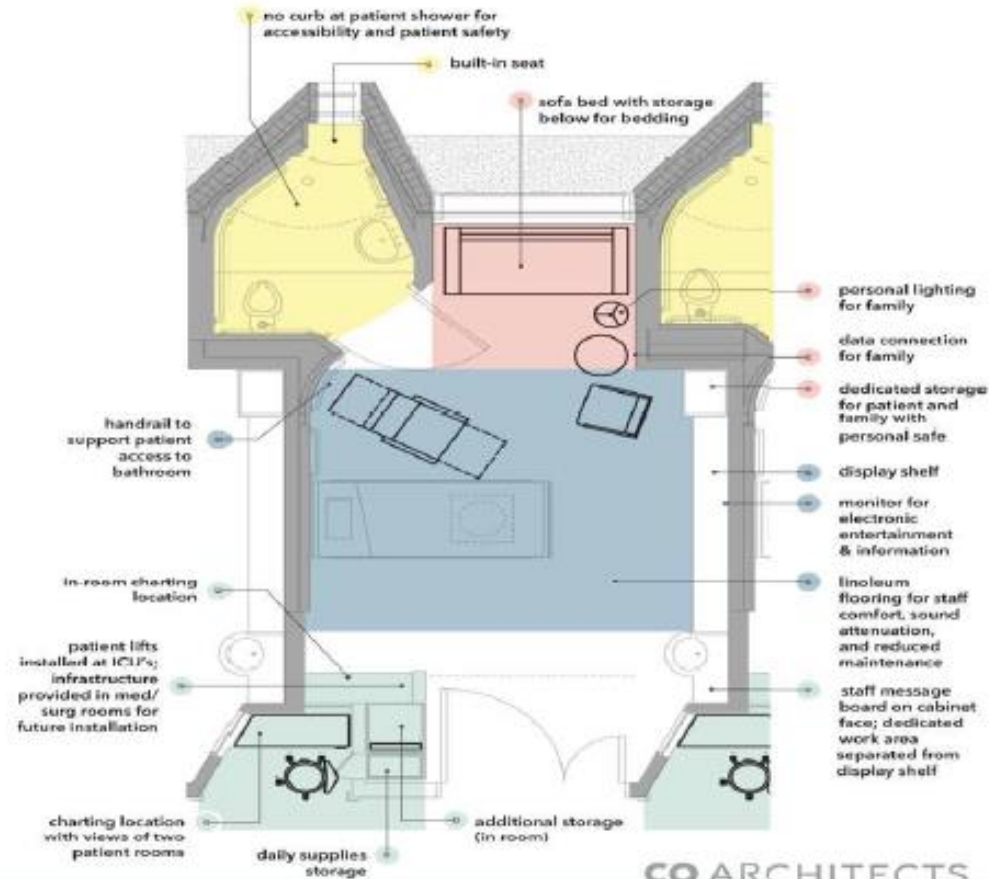 no curb at patient shower for
accessibility and patient safety
built-in seat
sofa bed with storage
below for bedding
personal lighting
for family
data connection
for family
dedicated storage
for patient and
family with
personal safe
handrail to
support patient
access to
bathroom
display shelf
monitor for
electronic
entertainment
& information
in-room charting
location
linoleum
flooring for staff
comfort, sound
attenuation,
and reduced
maintenance
patient lifts
installed at ICU's;
infrastructure
provided in med/
surg rooms for
future installation
staff message
board on cabinet
face; dedicated
work area
separated from
display shelf
charting location
with views of two
patient rooms
additional storage
(in room)
daily supplies
storage
CO ARCHITECTS